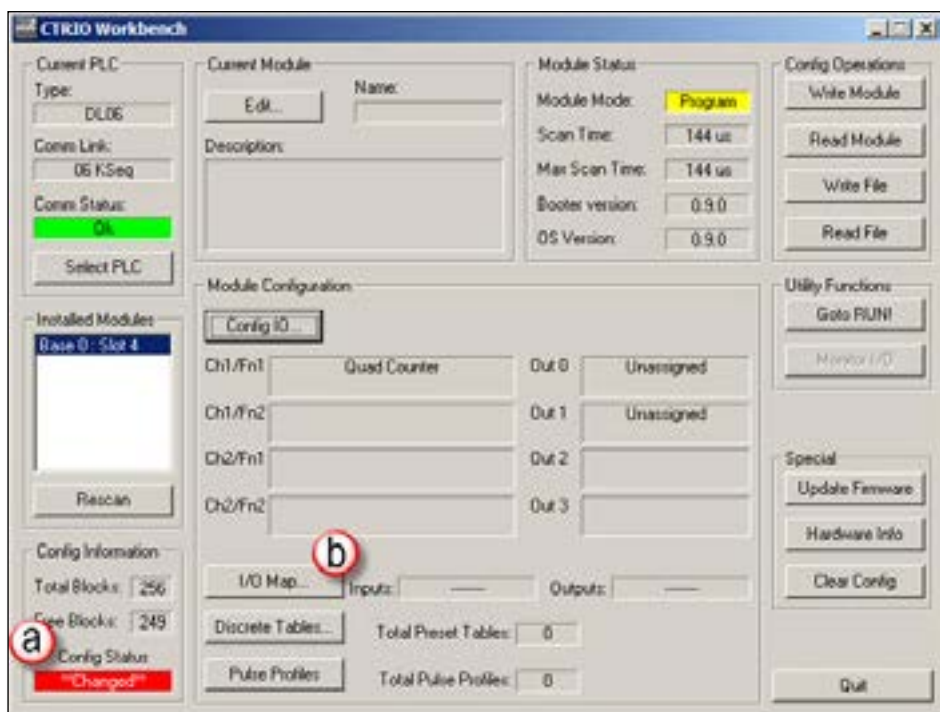 CTRIO Workbench
Current PLC
Type:
DL06
Comm Link:
06 KSeq
Comm Status:
Ok
Select PLC
Installed Modules
Base 0 : Slot 4
Rescan
Config Information
Total Blocks: 256
Free Blocks: 249
a
Config Status
**Changed**
Current Module
Edit...
Name:
Description:
Module Status
Module Mode: Program
Scan Time: 144 us
Max Scan Time: 144 us
Booter version: 0.9.0
OS Version: 0.9.0
Module Configuration
Config IO...
Ch1/Fn1 Quad Counter Out 0 Unassigned
Ch1/Fn2 Out 1 Unassigned
Ch2/Fn1 Out 2
Ch2/Fn2 Out 3
b
I/O Map... Inputs: ----- Outputs: -----
Discrete Tables... Total Preset Tables: 0
Pulse Profiles Total Pulse Profiles: 0
Config Operations
Write Module
Read Module
Write File
Read File
Utility Functions
Goto RUN!
Monitor I/O
Special
Update Firmware
Hardware Info
Clear Config
Quit